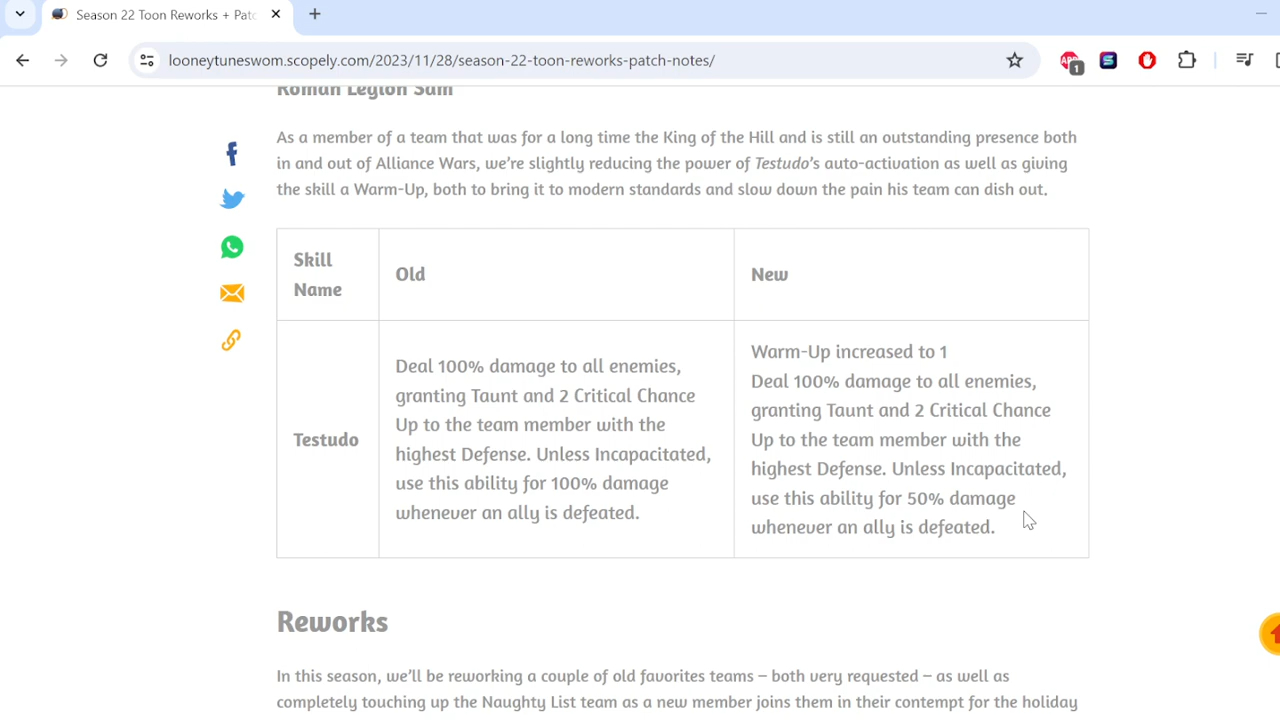 Season 22 Toon Reworks + Patc
looneytuneswom.scopely.com/2023/11/28/season-22-toon-reworks-patch-notes/
1
Roman Legion Sam
As a member of a team that was for a long time the King of the Hill and is still an outstanding presence both
in and out of Alliance Wars, we're slightly reducing the power of Testudo's auto-activation as well as giving
the skill a Warm-Up, both to bring it to modern standards and slow down the pain his team can dish out.
Skill
Name
Old
New
Testudo
Deal 100% damage to all enemies,
granting Taunt and 2 Critical Chance
Up to the team member with the
highest Defense. Unless Incapacitated,
use this ability for 100% damage
whenever an ally is defeated.
Warm-Up increased to 1
Deal 100% damage to all enemies,
granting Taunt and 2 Critical Chance
Up to the team member with the
highest Defense. Unless Incapacitated,
use this ability for 50% damage
whenever an ally is defeated.
Reworks
In this season, we'll be reworking a couple of old favorites teams – both very requested – as well as
completely touching up the Naughty List team as a new member joins them in their contempt for the holiday